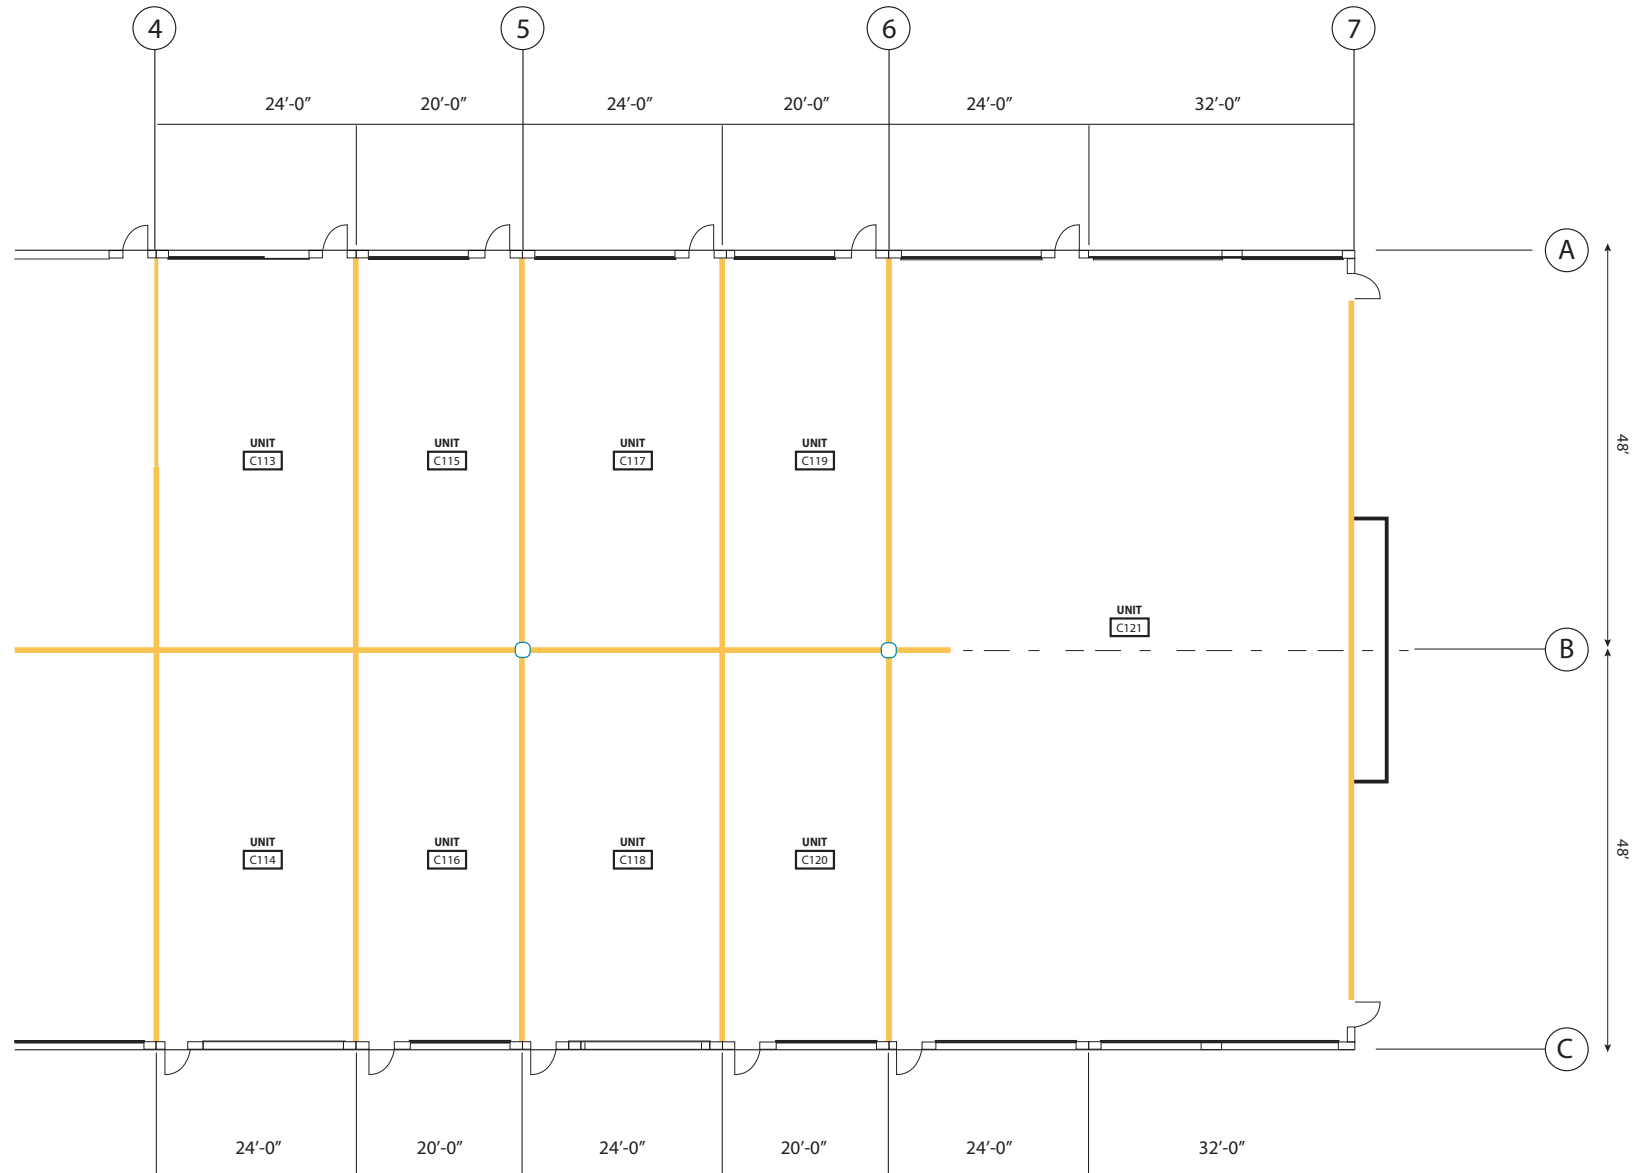 4 5 6 7
24'-0" 20'-0" 24'-0" 20'-0" 24'-0" 32'-0"
A
UNIT UNIT UNIT UNIT
C113 C115 C117 C119
48'
UNIT
C121
B
UNIT UNIT UNIT UNIT
C114 C116 C118 C120
48'
C
24'-0" 20'-0" 24'-0" 20'-0" 24'-0" 32'-0"